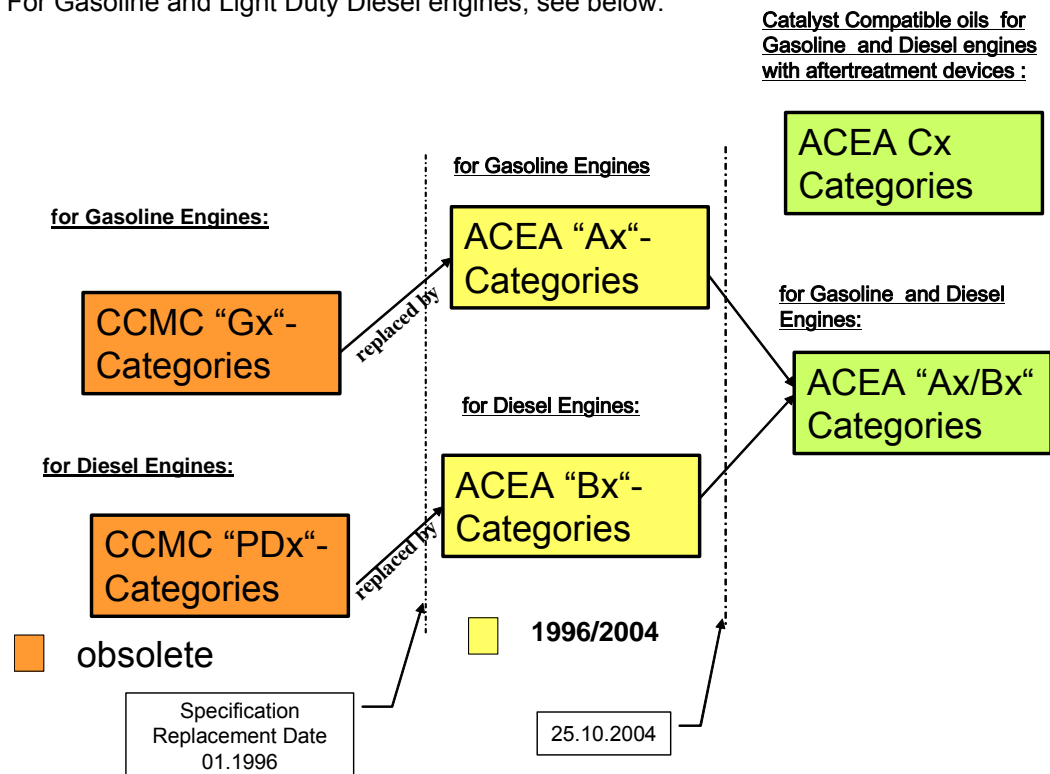 For Gasoline and Light Duty Diesel engines, see below.
Catalyst Compatible oils for
Gasoline and Diesel engines
with aftertreatment devices :
ACEA Cx
Categories
for Gasoline Engines
ACEA “Ax“-
Categories
for Gasoline Engines:
CCMC “Gx“-
Categories
replaced by
for Gasoline and Diesel
Engines:
ACEA “Ax/Bx“
Categories
for Diesel Engines:
ACEA “Bx“-
Categories
for Diesel Engines:
CCMC “PDx“-
Categories
replaced by
obsolete
1996/2004
Specification
Replacement Date
01.1996
25.10.2004